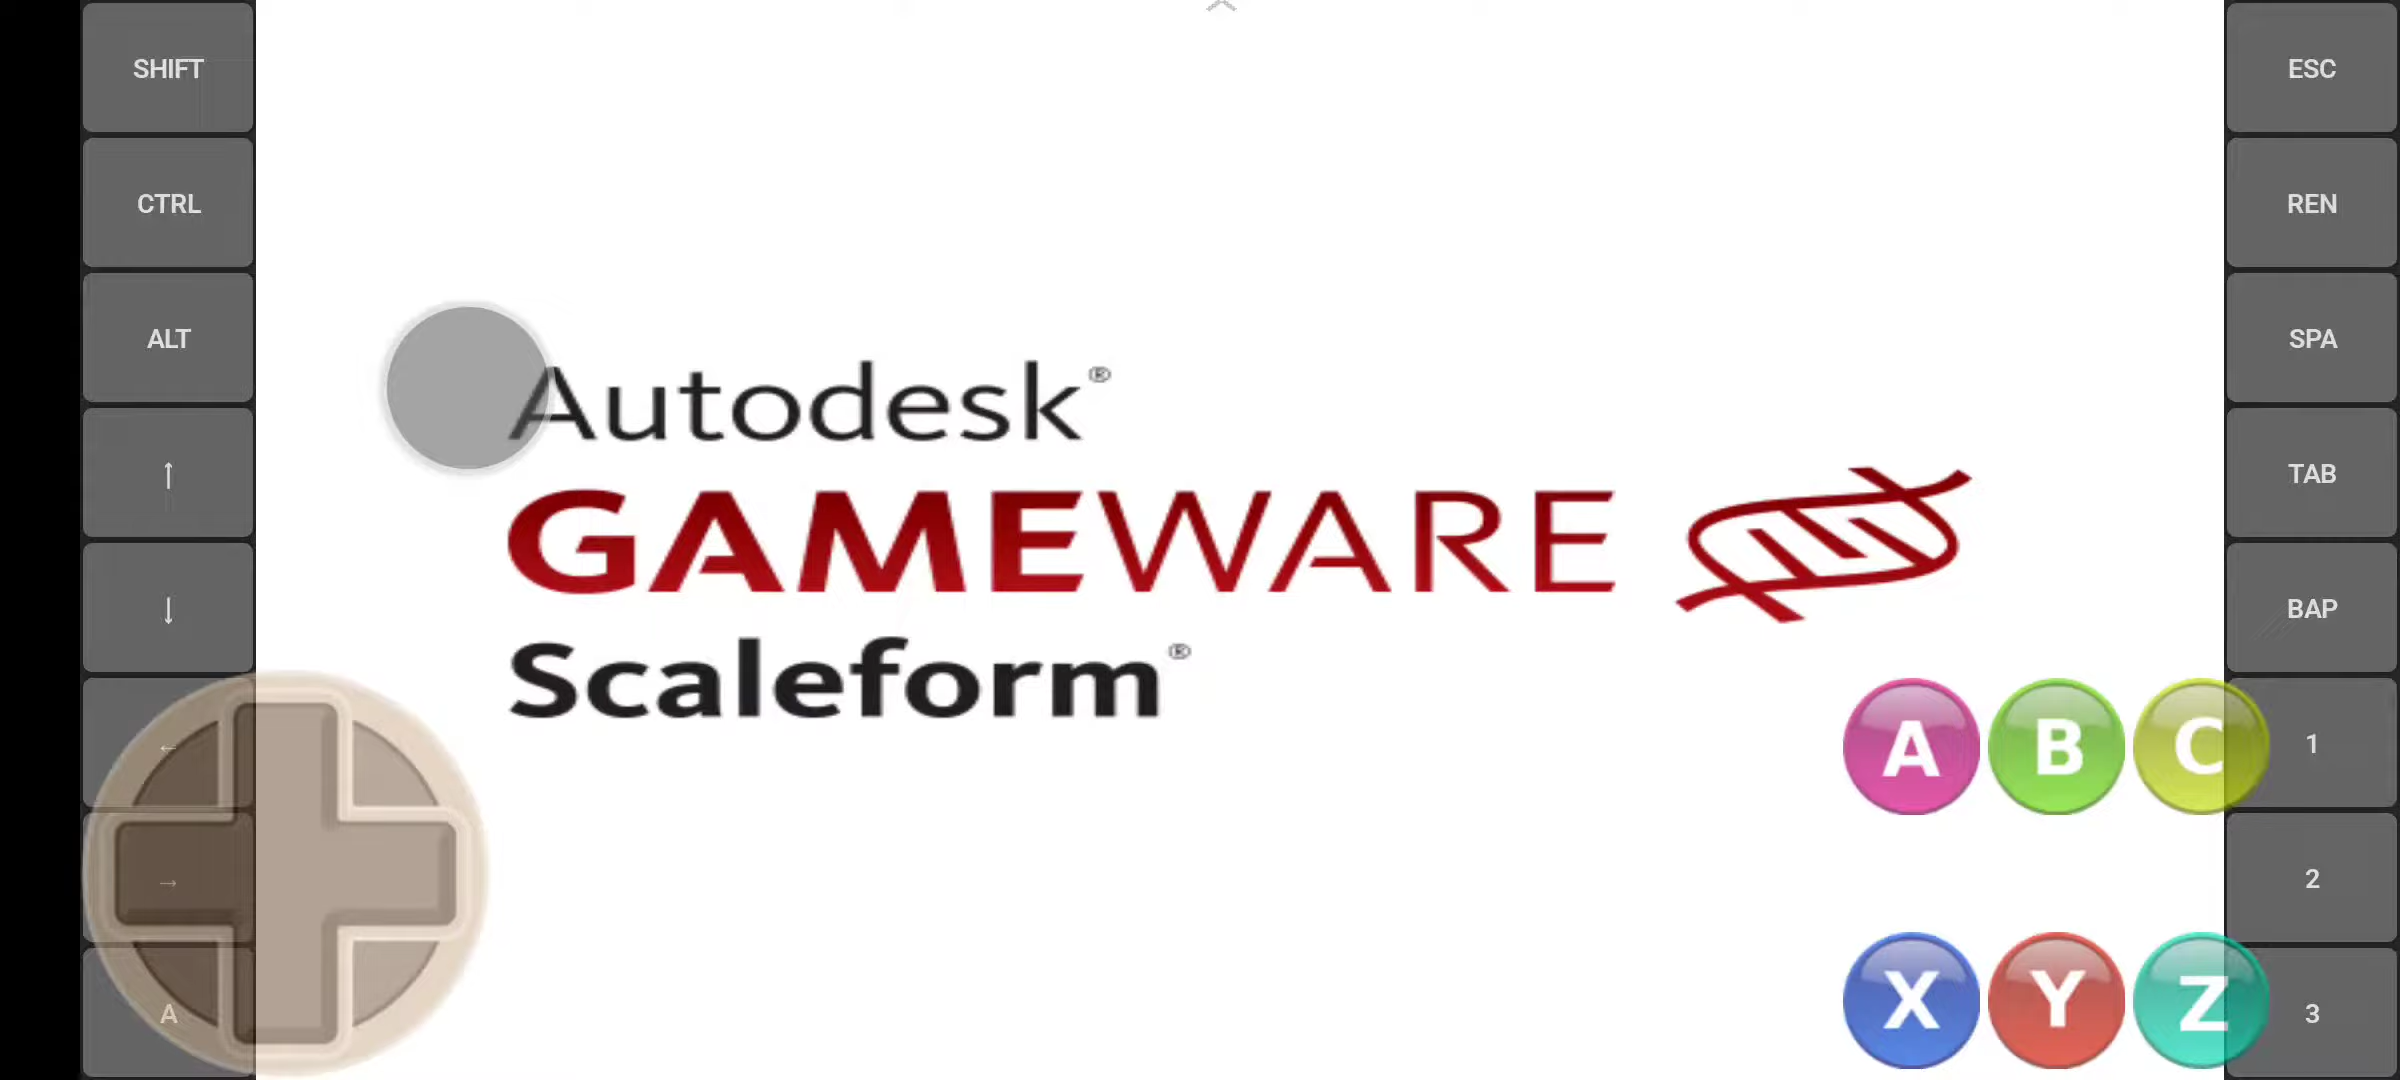 SHIFT
CTRL
ALT
↑
↓
←
→
A
Autodesk®
GAMEWARE
Scaleform®
A B C
X Y Z
ESC
REN
SPA
TAB
BAP
1
2
3